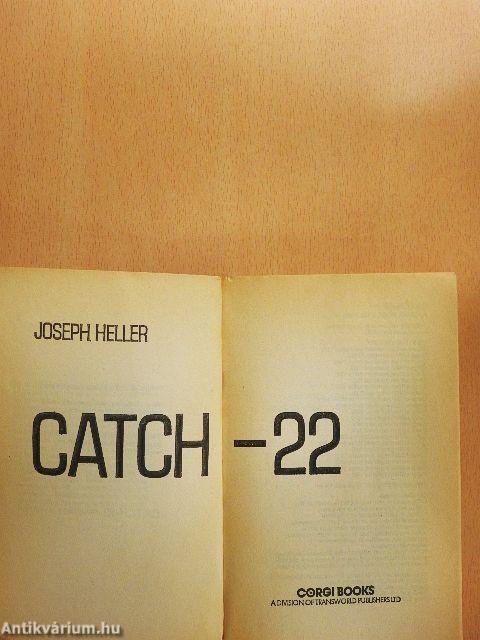 JOSEPH HELLER
CATCH-22
CORGI BOOKS
A DIVISION OF TRANSWORLD PUBLISHERS LTD
Antikvárium.hu